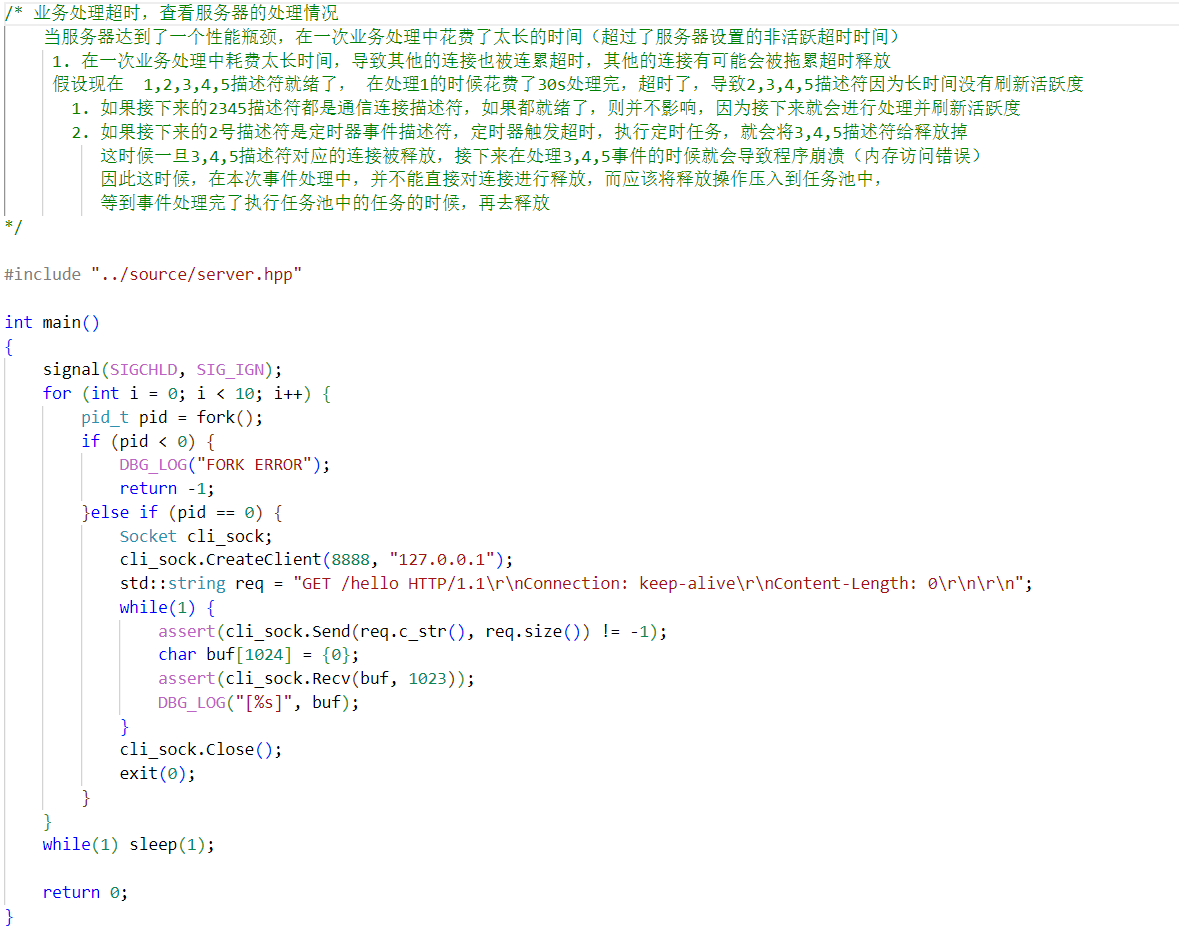 /* 业务处理超时，查看服务器的处理情况
    当服务器达到了一个性能瓶颈，在一次业务处理中花费了太长的时间（超过了服务器设置的非活跃超时时间）
     1. 在一次业务处理中耗费太长时间，导致其他的连接也被连累超时，其他的连接有可能会被拖累超时释放
     假设现在  1,2,3,4,5描述符就绪了， 在处理1的时候花费了30s处理完，超时了，导致2,3,4,5描述符因为长时间没有刷新活跃度
       1. 如果接下来的2345描述符都是通信连接描述符，如果都就绪了，则并不影响，因为接下来就会进行处理并刷新活跃度
       2. 如果接下来的2号描述符是定时器事件描述符，定时器触发超时，执行定时任务，就会将3,4,5描述符给释放掉
          这时候一旦3,4,5描述符对应的连接被释放，接下来在处理3,4,5事件的时候就会导致程序崩溃（内存访问错误）
          因此这时候，在本次事件处理中，并不能直接对连接进行释放，而应该将释放操作压入到任务池中，
          等到事件处理完了执行任务池中的任务的时候，再去释放
*/
#include "../source/server.hpp"
int main()
{
    signal(SIGCHLD, SIG_IGN);
    for (int i = 0; i < 10; i++) {
        pid_t pid = fork();
        if (pid < 0) {
            DBG_LOG("FORK ERROR");
            return -1;
        }else if (pid == 0) {
            Socket cli_sock;
            cli_sock.CreateClient(8888, "127.0.0.1");
            std::string req = "GET /hello HTTP/1.1\r\nConnection: keep-alive\r\nContent-Length: 0\r\n\r\n";
            while(1) {
                assert(cli_sock.Send(req.c_str(), req.size()) != -1);
                char buf[1024] = {0};
                assert(cli_sock.Recv(buf, 1023));
                DBG_LOG("[%s]", buf);
            }
            cli_sock.Close();
            exit(0);
        }
    }
    while(1) sleep(1);
    return 0;
}